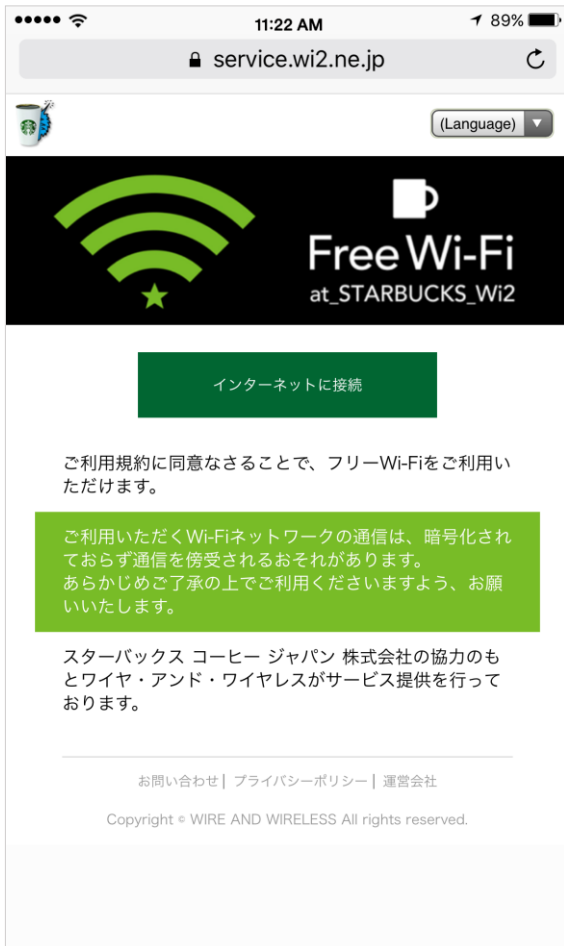 11:22 AM
89%
service.wi2.ne.jp
(Language)
Free Wi-Fi
at_STARBUCKS_Wi2
インターネットに接続
ご利用規約に同意なさることで、フリーWi-Fiをご利用い
ただけます。
ご利用いただくWi-Fiネットワークの通信は、暗号化され
ておらず通信を傍受されるおそれがあります。
あらかじめご了承の上でご利用くださいますよう、お願
いいたします。
スターバックス コーヒー ジャパン 株式会社の協力のも
とワイヤ・アンド・ワイヤレスがサービス提供を行って
おります。
お問い合わせ | プライバシーポリシー | 運営会社
Copyright © WIRE AND WIRELESS All rights reserved.